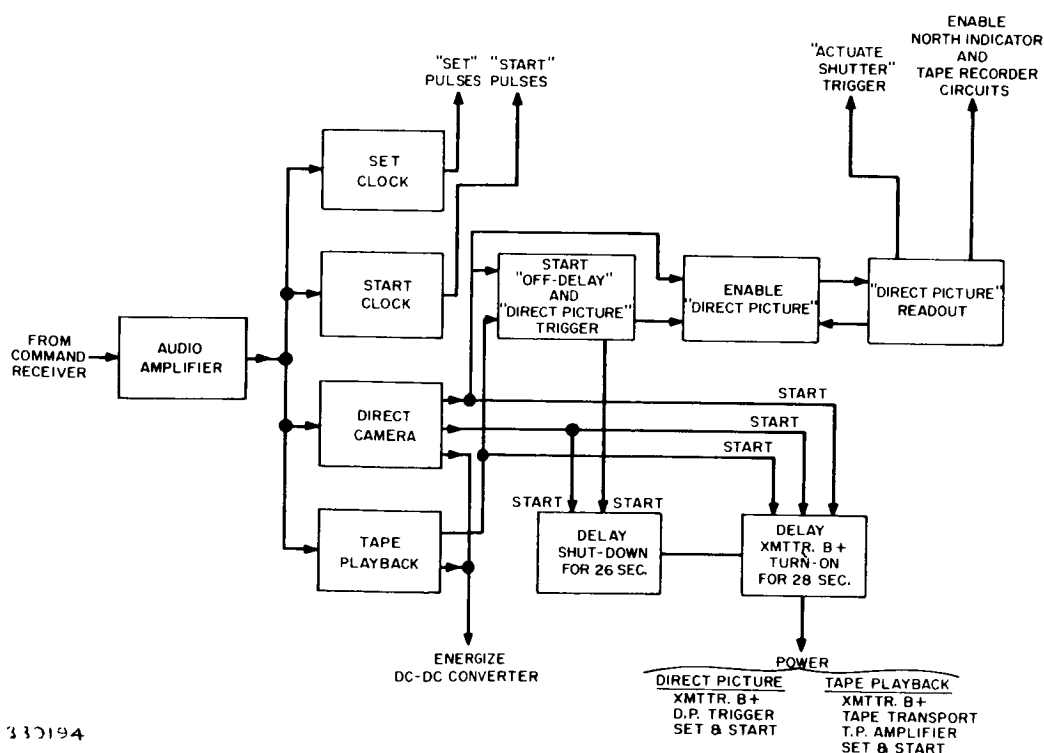 ENABLE
NORTH INDICATOR
AND
TAPE RECORDER
CIRCUITS
"ACTUATE
SHUTTER"
TRIGGER
"SET"
PULSES
"START"
PULSES
SET
CLOCK
START
CLOCK
START
"OFF-DELAY"
AND
"DIRECT PICTURE"
TRIGGER
ENABLE
"DIRECT PICTURE"
"DIRECT PICTURE"
READOUT
FROM
COMMAND
RECEIVER
AUDIO
AMPLIFIER
DIRECT
CAMERA
START
START
START
TAPE
PLAYBACK
START
START
DELAY
SHUT-DOWN
FOR 26 SEC.
DELAY
XMTTR. B+
TURN-ON
FOR 28 SEC.
ENERGIZE
DC-DC CONVERTER
POWER
DIRECT PICTURE
XMTTR. B+
D.P. TRIGGER
SET & START
TAPE PLAYBACK
XMTTR. B+
TAPE TRANSPORT
T.P. AMPLIFIER
SET & START
330194